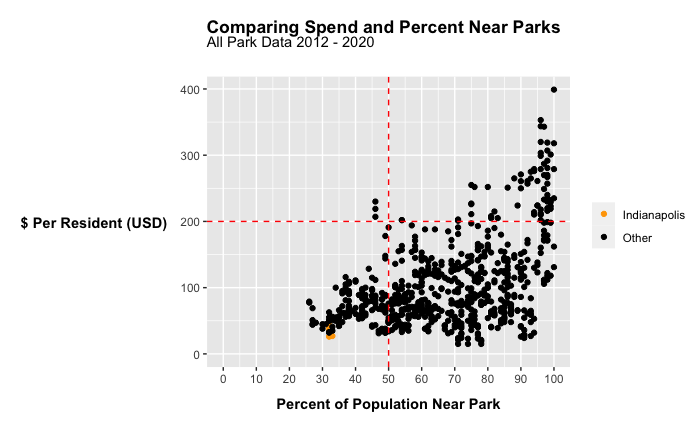 Comparing Spend and Percent Near Parks
All Park Data 2012 - 2020
400
300
$ Per Resident (USD)
200
100
0
Indianapolis
Other
0 10 20 30 40 50 60 70 80 90 100
Percent of Population Near Park